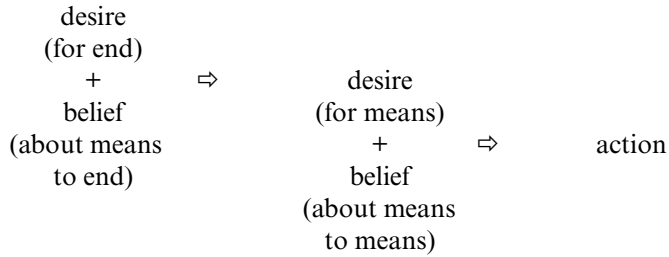 desire
(for end)
+
belief
(about means
to end)
⇨
desire
(for means)
+
belief
(about means
to means)
⇨
action